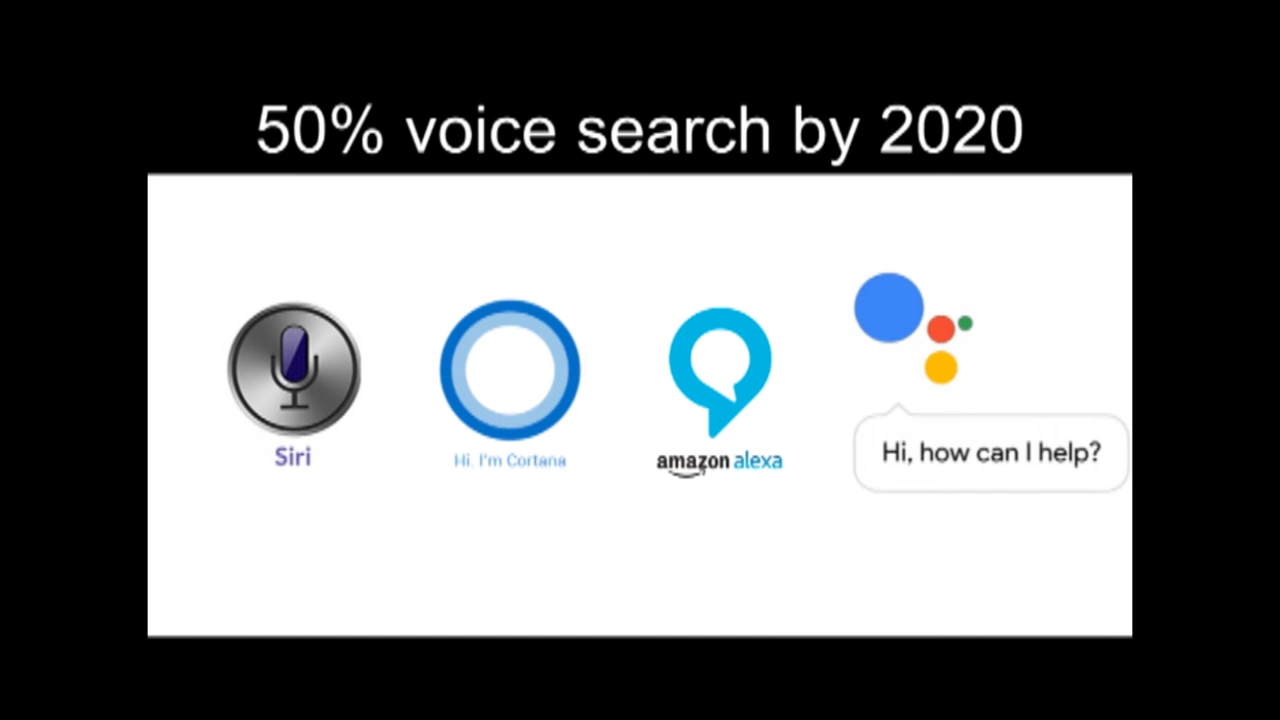 50% voice search by 2020
Siri
Hi. I'm Cortana
amazon alexa
Hi, how can I help?